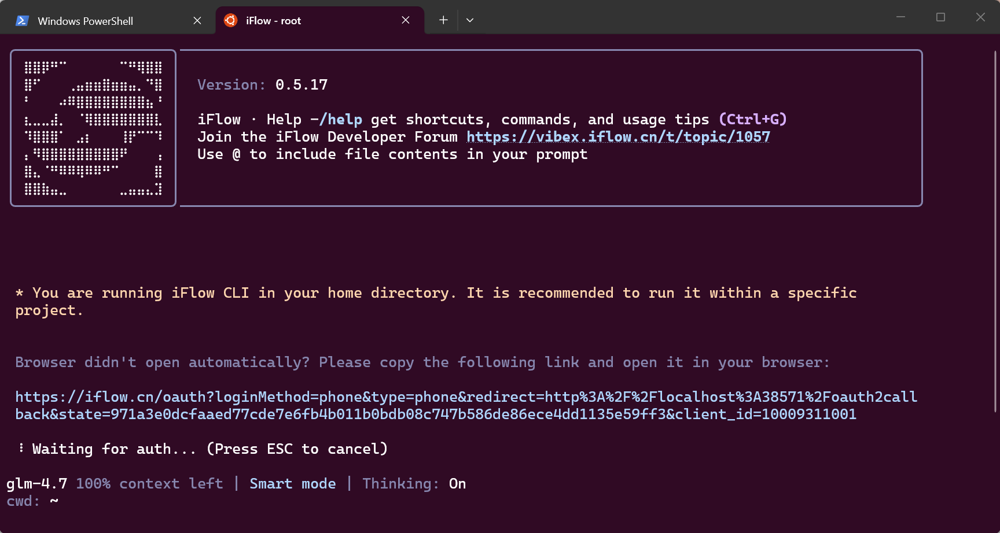 Windows PowerShell
iFlow - root
Version: 0.5.17
iFlow · Help -/help get shortcuts, commands, and usage tips (Ctrl+G)
Join the iFlow Developer Forum https://vibex.iflow.cn/t/topic/1057
Use @ to include file contents in your prompt
* You are running iFlow CLI in your home directory. It is recommended to run it within a specific
project.
Browser didn't open automatically? Please copy the following link and open it in your browser:
https://iflow.cn/oauth?loginMethod=phone&type=phone&redirect=http%3A%2F%2Flocalhost%3A38571%2Foauth2call
back&state=971a3e0dcfaaed77cde7e6fb4b011b0bdb08c747b586de86ece4dd1135e59ff3&client_id=10009311001
⠸ Waiting for auth... (Press ESC to cancel)
glm-4.7 100% context left | Smart mode | Thinking: On
cwd: ~